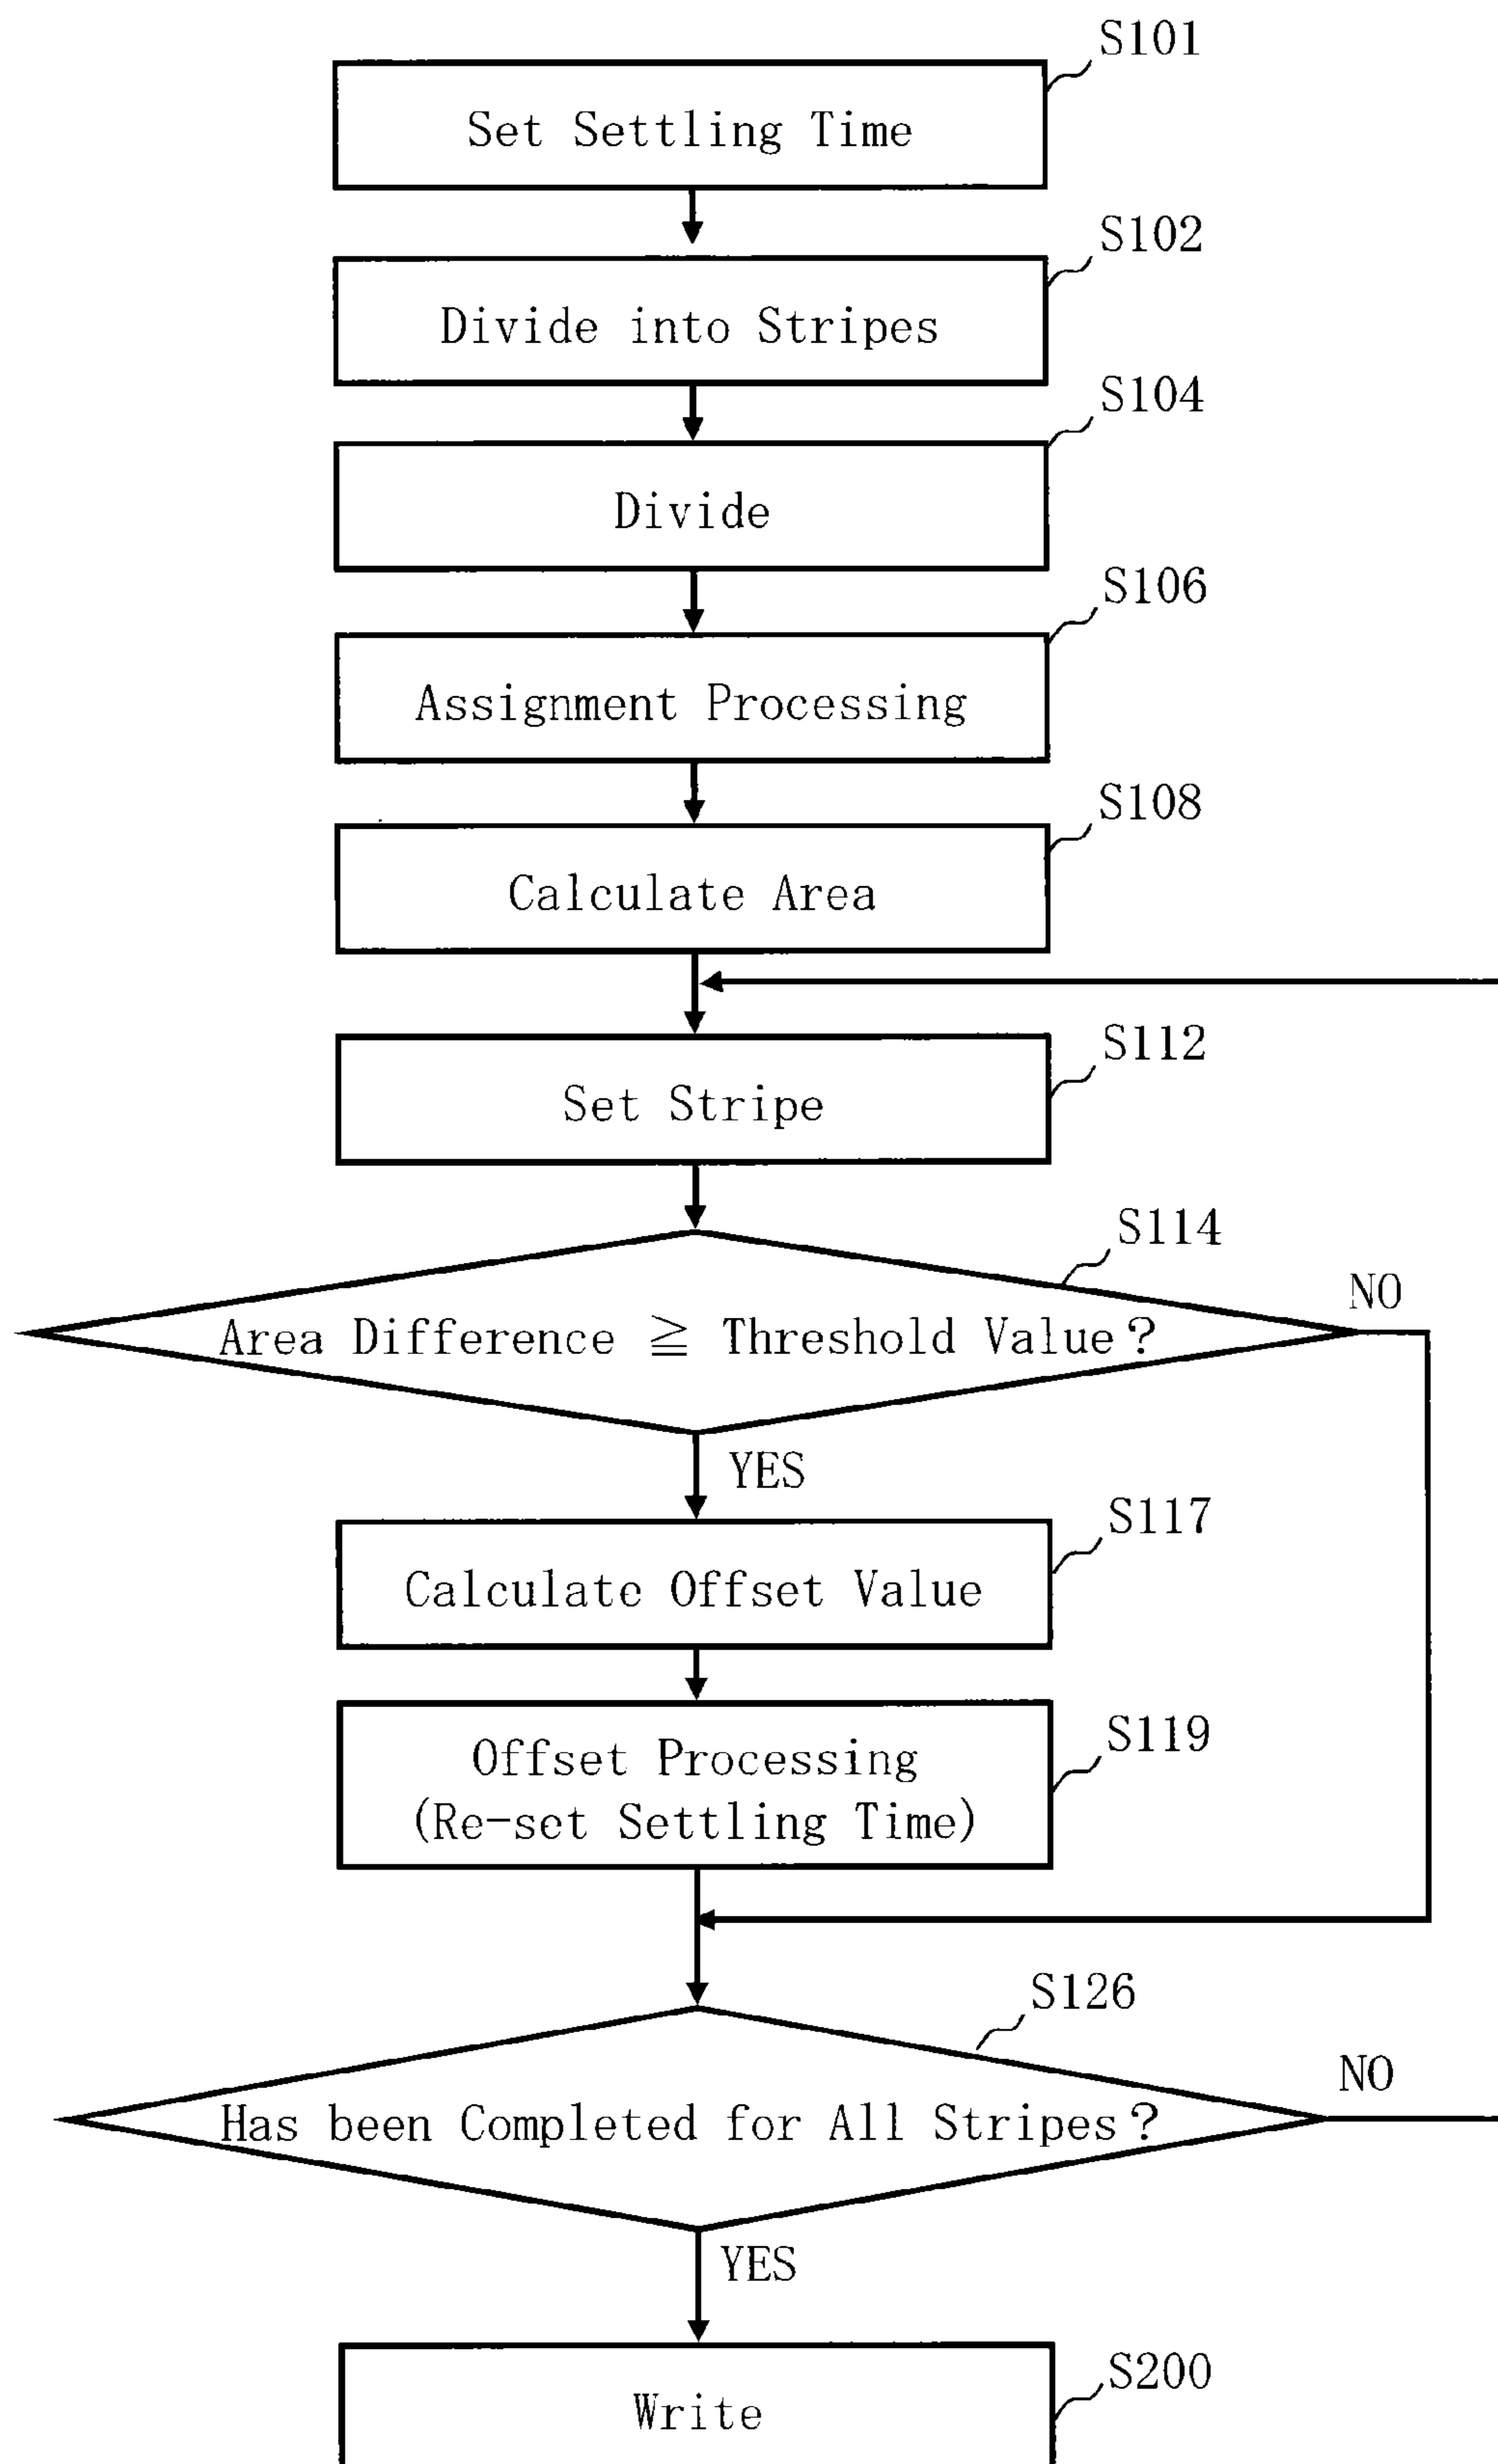 S101
Set Settling Time
S102
Divide into Stripes
S104
Divide
S106
Assignment Processing
S108
Calculate Area
S112
Set Stripe
S114
NO
Area Difference ≧ Threshold Value?
YES
S117
Calculate Offset Value
S119
Offset Processing
(Re-set Settling Time)
S126
NO
Has been Completed for All Stripes?
YES
S200
Write